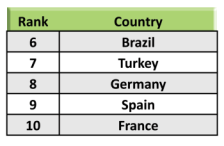 Rank Country
6 Brazil
7 Turkey
8 Germany
9 Spain
10 France